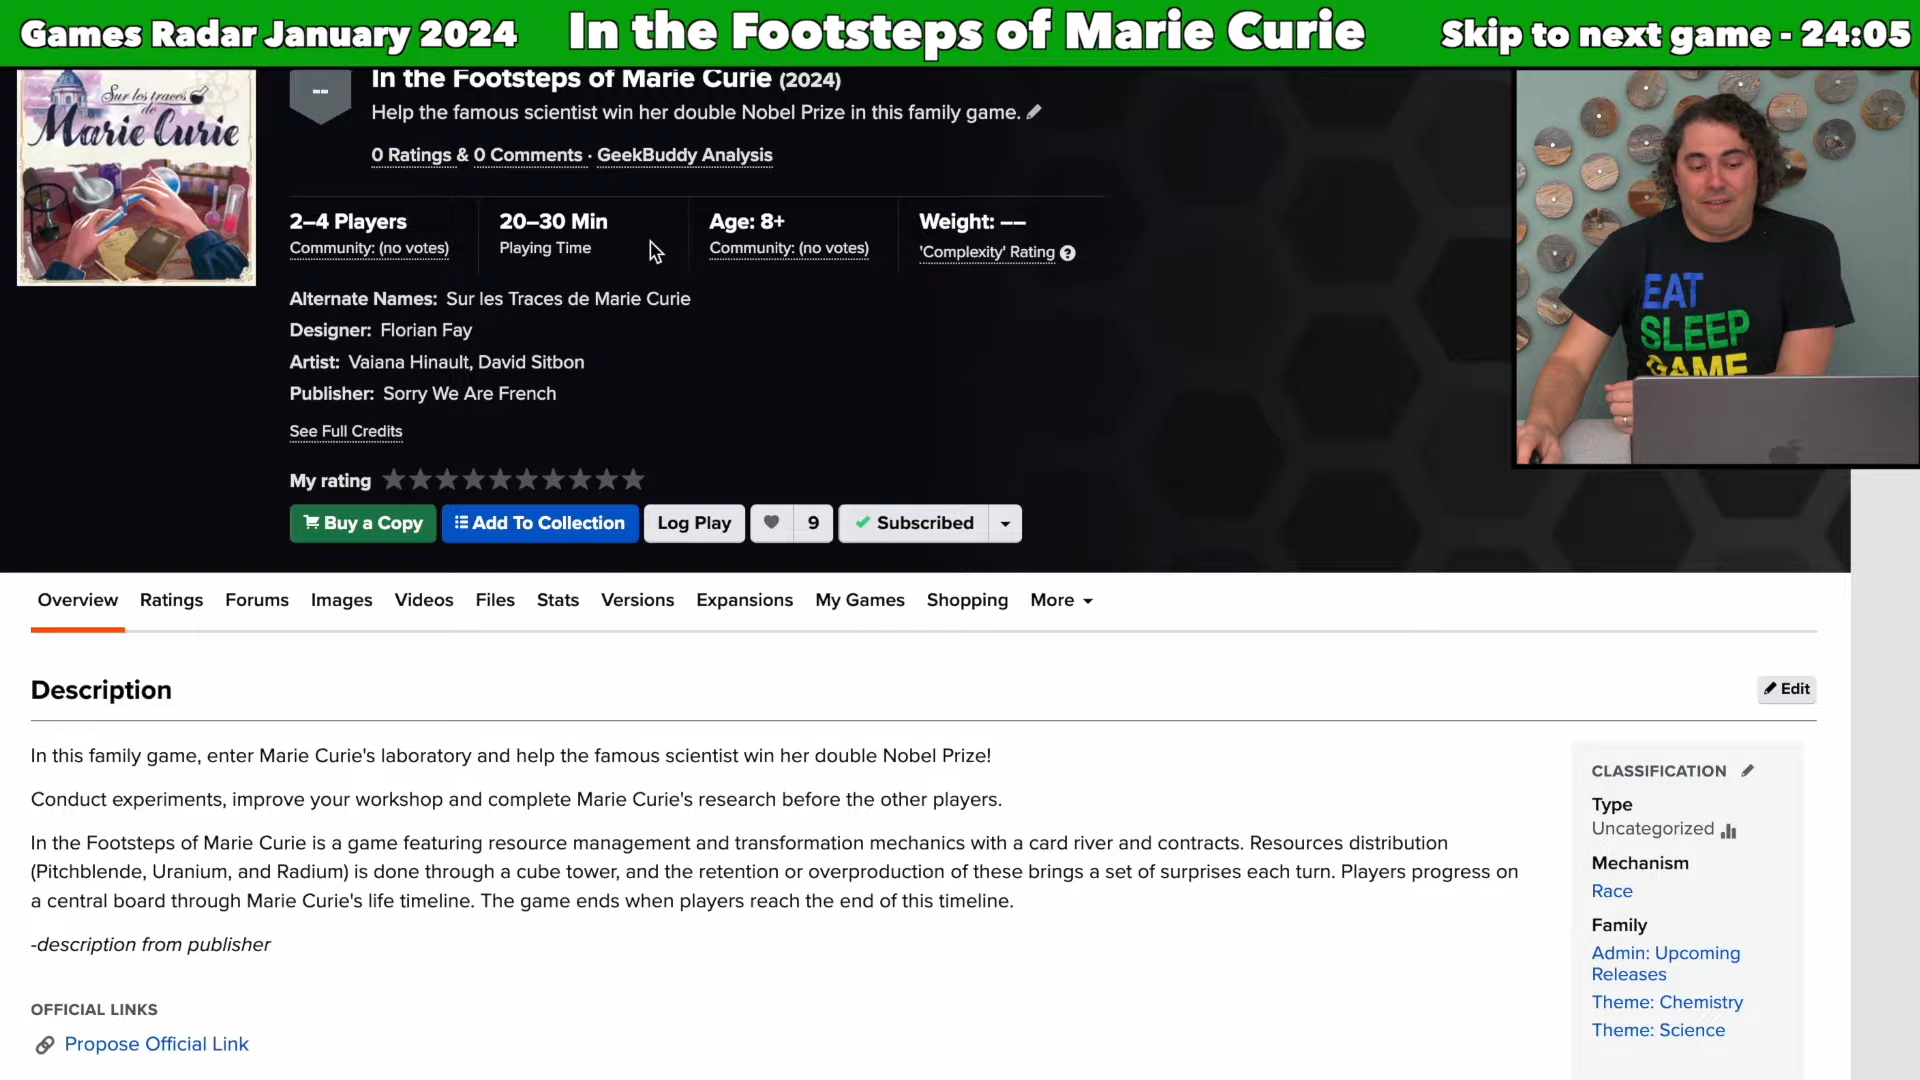 Games Radar January 2024
In the Footsteps of Marie Curie
Skip to next game - 24:05
Sur les traces
de
Marie Curie
--
In the Footsteps of Marie Curie (2024)
Help the famous scientist win her double Nobel Prize in this family game.
0 Ratings & 0 Comments · GeekBuddy Analysis
2–4 Players
Community: (no votes)
20–30 Min
Playing Time
Age: 8+
Community: (no votes)
Weight: ––
'Complexity' Rating ?
Alternate Names: Sur les Traces de Marie Curie
Designer: Florian Fay
Artist: Vaiana Hinault, David Sitbon
Publisher: Sorry We Are French
See Full Credits
My rating
Buy a Copy
Add To Collection
Log Play
9
Subscribed
EAT
SLEEP
GAME
Overview
Ratings
Forums
Images
Videos
Files
Stats
Versions
Expansions
My Games
Shopping
More
Description
Edit
In this family game, enter Marie Curie's laboratory and help the famous scientist win her double Nobel Prize!
Conduct experiments, improve your workshop and complete Marie Curie's research before the other players.
In the Footsteps of Marie Curie is a game featuring resource management and transformation mechanics with a card river and contracts. Resources distribution
(Pitchblende, Uranium, and Radium) is done through a cube tower, and the retention or overproduction of these brings a set of surprises each turn. Players progress on
a central board through Marie Curie's life timeline. The game ends when players reach the end of this timeline.
-description from publisher
OFFICIAL LINKS
Propose Official Link
CLASSIFICATION
Type
Uncategorized
Mechanism
Race
Family
Admin: Upcoming
Releases
Theme: Chemistry
Theme: Science